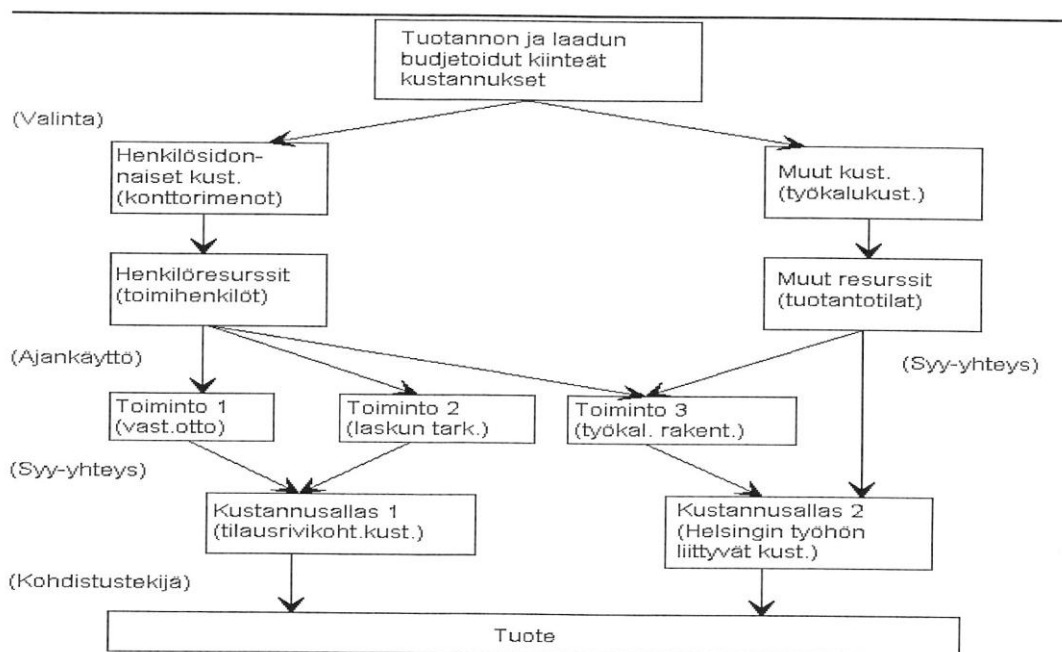 Tuotannon ja laadun
budjetoidut kiinteät
kustannukset
(Valinta)
Henkilösidon-
naiset kust.
(konttorimenot)
Muut kust.
(työkalukust.)
Henkilöresurssit
(toimihenkilöt)
Muut resurssit
(tuotantotilat)
(Ajankäyttö)
(Syy-yhteys)
Toiminto 1
(vast.otto)
Toiminto 2
(laskun tark.)
Toiminto 3
(työkal. rakent.)
(Syy-yhteys)
Kustannusallas 1
(tilausrivikoht.kust.)
Kustannusallas 2
(Helsingin työhön
liittyvät kust.)
(Kohdistustekijä)
Tuote